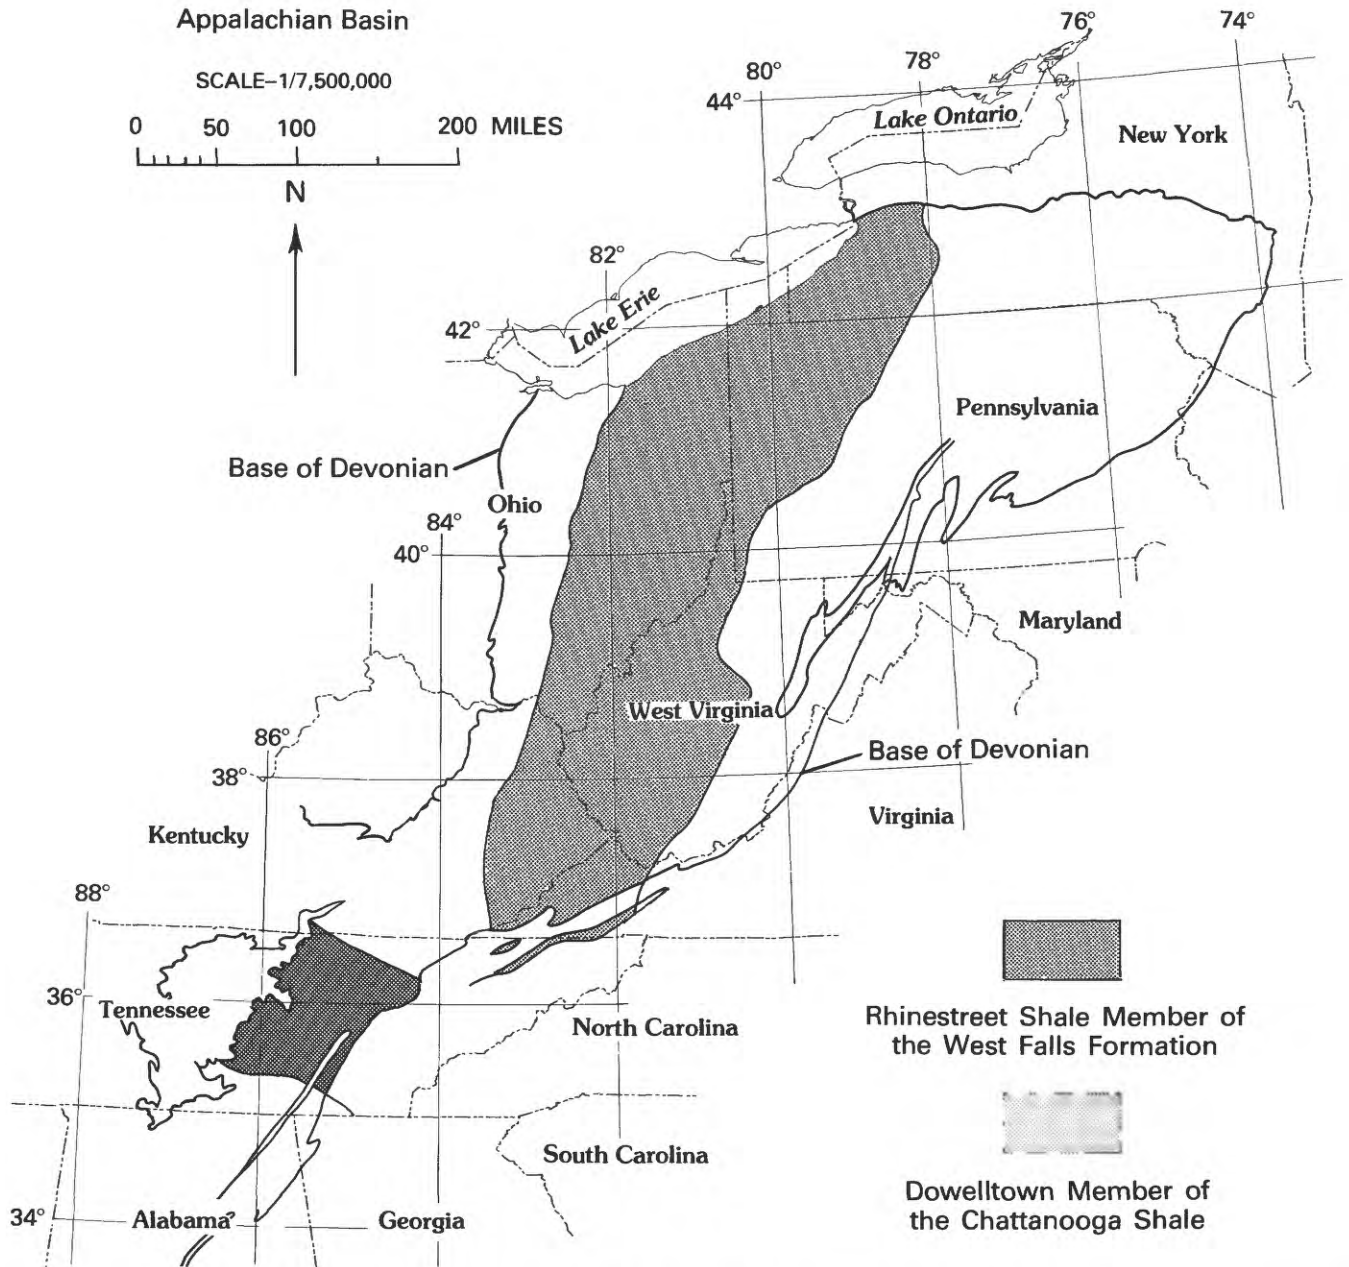 Appalachian Basin
SCALE–1/7,500,000
0 50 100 200 MILES
N
76°
74°
78°
80°
44°
Lake Ontario
New York
82°
Lake Erie
42°
Pennsylvania
Base of Devonian
Ohio
84°
40°
Maryland
West Virginia
86°
Base of Devonian
38°
Virginia
Kentucky
88°
36°
Tennessee
North Carolina
Rhinestreet Shale Member of
the West Falls Formation
South Carolina
Dowelltown Member of
the Chattanooga Shale
34°
Alabama?
Georgia